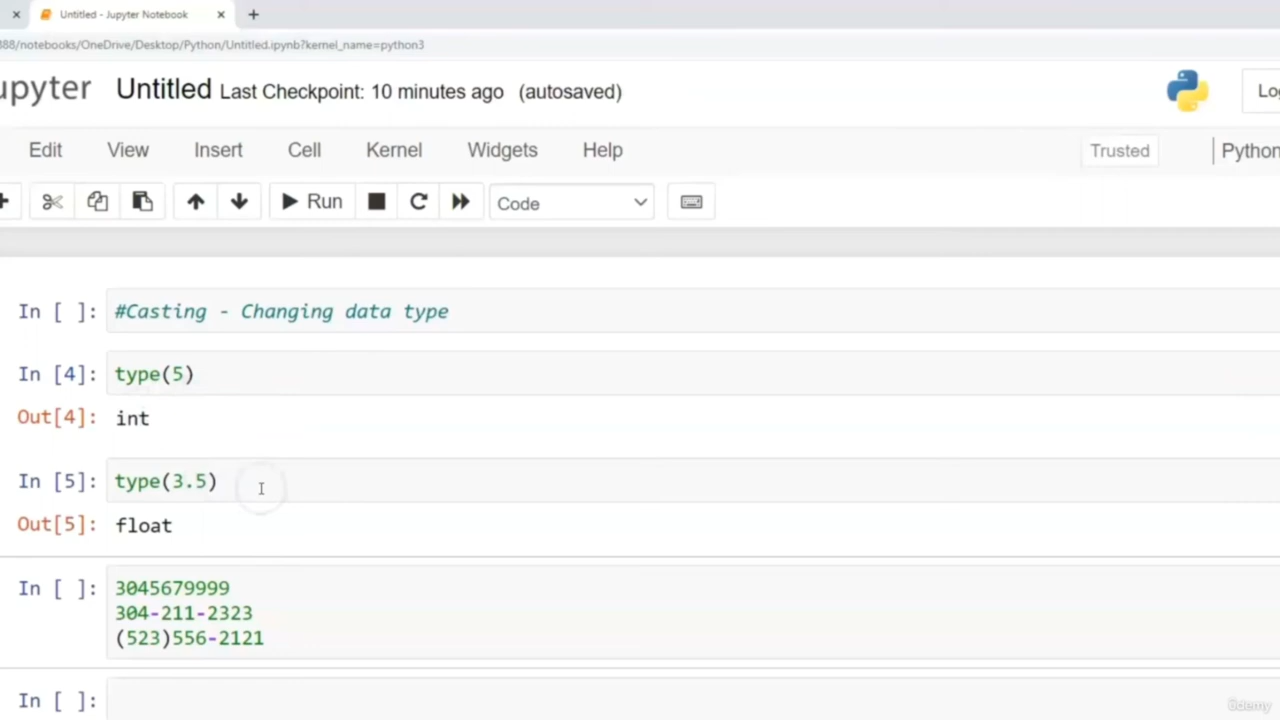 Untitled - Jupyter Notebook
888/notebooks/OneDrive/Desktop/Python/Untitled.ipynb?kernel_name=python3
upyter Untitled Last Checkpoint: 10 minutes ago (autosaved)
Edit View Insert Cell Kernel Widgets Help Trusted Python
Run Code
In [ ]: #Casting - Changing data type
In [4]: type(5)
Out[4]: int
In [5]: type(3.5)
Out[5]: float
In [ ]: 3045679999
304-211-2323
(523)556-2121
In [ ]:
ûdemy